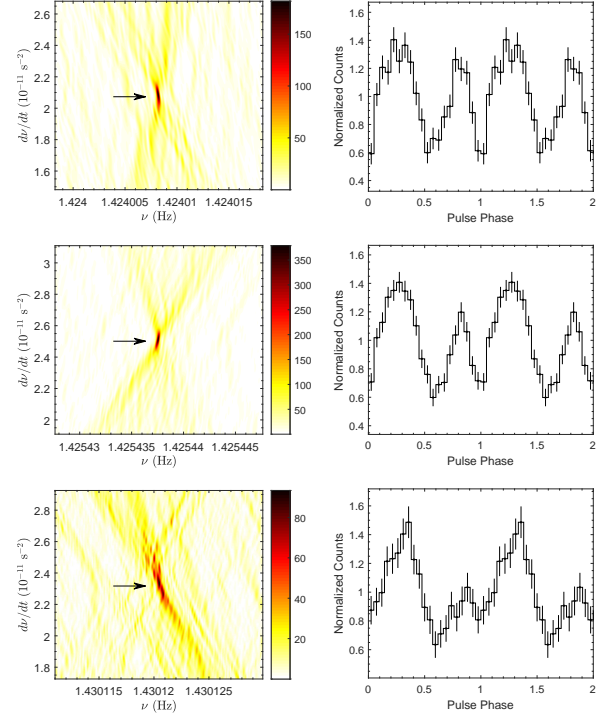 2.6
2.4
2.2
2
1.8
1.6
dν/dt (10⁻¹¹ s⁻²)
1.424 1.424005 1.42401 1.424015
ν (Hz)
150
100
50
1.6
1.4
1.2
1
0.8
0.6
0.4
Normalized Counts
0 0.5 1 1.5 2
Pulse Phase
3
2.8
2.6
2.4
2.2
2
dν/dt (10⁻¹¹ s⁻²)
1.42543 1.425435 1.42544 1.425445
ν (Hz)
350
300
250
200
150
100
50
1.6
1.4
1.2
1
0.8
0.6
0.4
Normalized Counts
0 0.5 1 1.5 2
Pulse Phase
2.8
2.6
2.4
2.2
2
1.8
dν/dt (10⁻¹¹ s⁻²)
1.430115 1.43012 1.430125
ν (Hz)
80
60
40
20
1.6
1.4
1.2
1
0.8
0.6
Normalized Counts
0 0.5 1 1.5 2
Pulse Phase